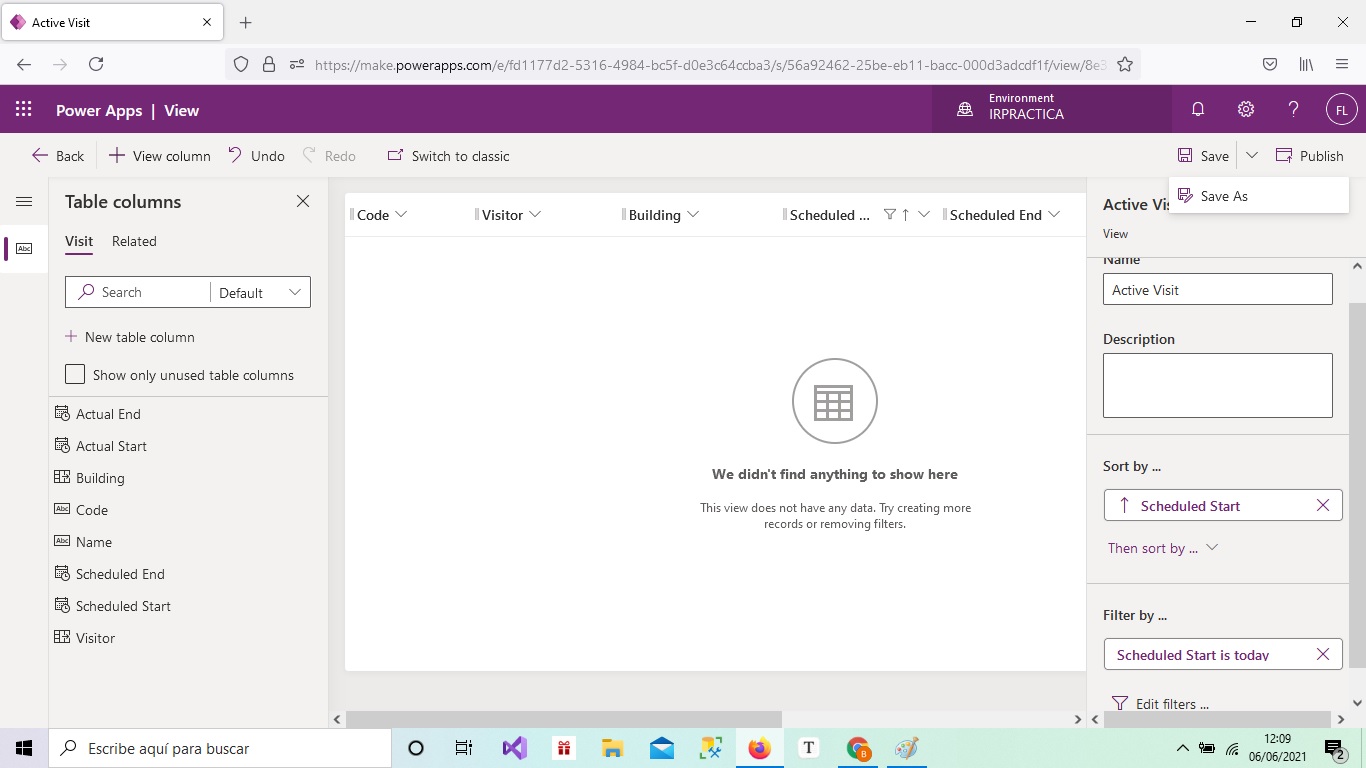 Active Visit
https://make.powerapps.com/e/fd1177d2-5316-4984-bc5f-d0e3c64ccba3/s/56a92462-25be-eb11-bacc-000d3adcdf1f/view/8e3
Power Apps | View
Environment
IRPRACTICA
FL
Back
View column
Undo
Redo
Switch to classic
Save
Publish
Save As
Table columns
Visit
Related
Search
Default
New table column
Show only unused table columns
Abc
Actual End
Actual Start
Building
Abc Code
Abc Name
Scheduled End
Scheduled Start
Visitor
Code
Visitor
Building
Scheduled ...
Scheduled End
We didn't find anything to show here
This view does not have any data. Try creating more
records or removing filters.
Active Vis
View
Name
Active Visit
Description
Sort by ...
Scheduled Start
Then sort by ...
Filter by ...
Scheduled Start is today
Edit filters ...
Escribe aquí para buscar
T
B
12:09
06/06/2021
2